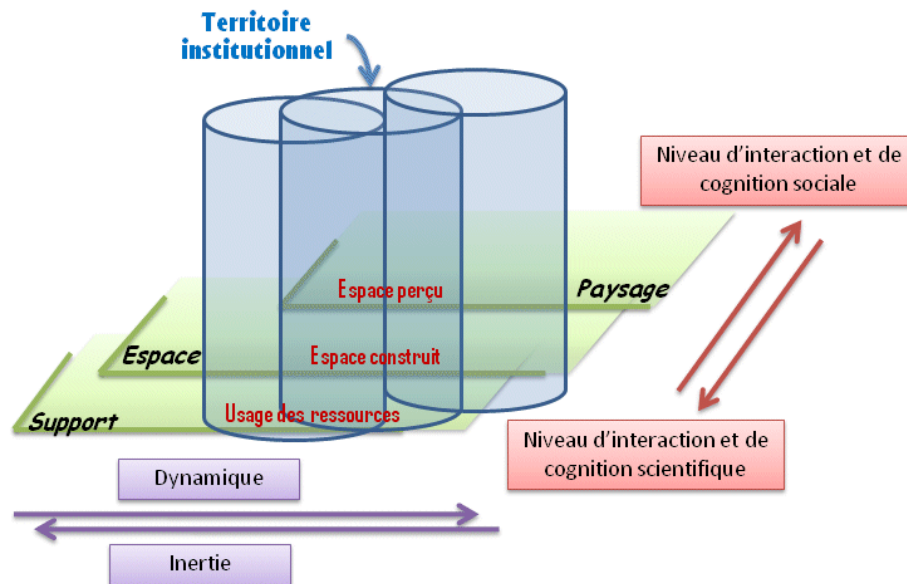 Territoire
institutionnel
Niveau d'interaction et de
cognition sociale
Espace perçu
Paysage
Espace
Espace construit
Support
Usage des ressources
Niveau d'interaction et de
cognition scientifique
Dynamique
Inertie